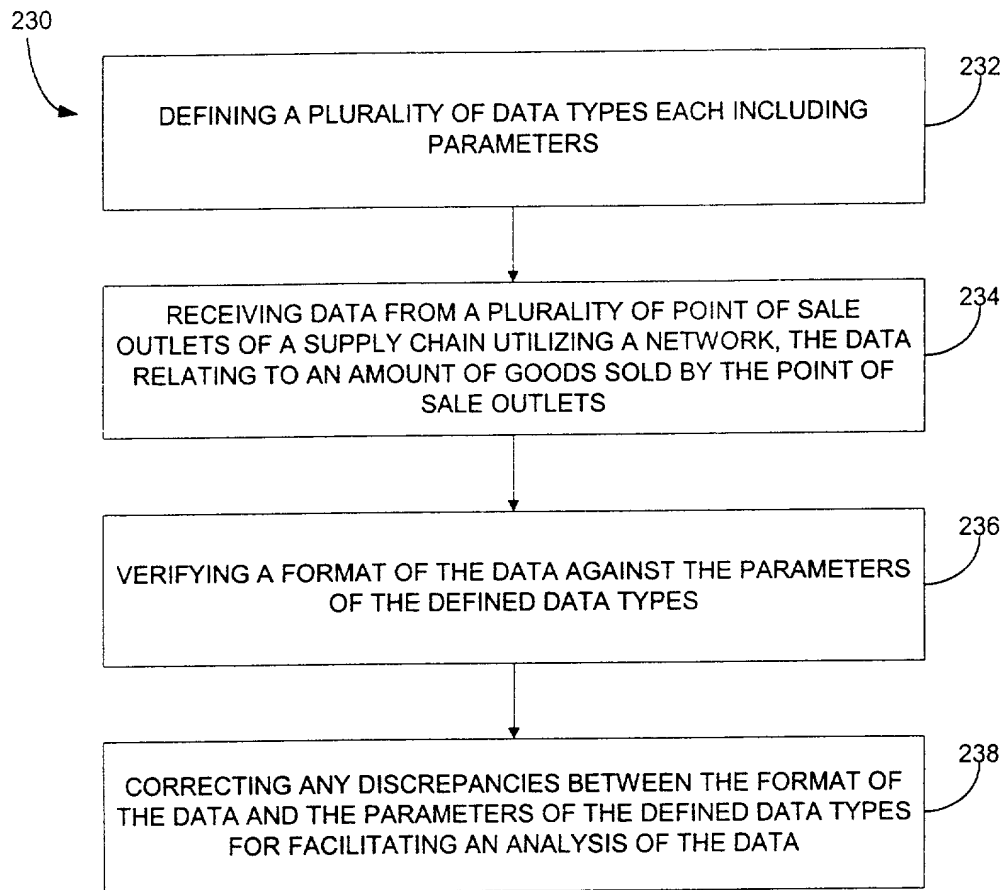 230
232
DEFINING A PLURALITY OF DATA TYPES EACH INCLUDING
PARAMETERS
234
RECEIVING DATA FROM A PLURALITY OF POINT OF SALE
OUTLETS OF A SUPPLY CHAIN UTILIZING A NETWORK, THE DATA
RELATING TO AN AMOUNT OF GOODS SOLD BY THE POINT OF
SALE OUTLETS
236
VERIFYING A FORMAT OF THE DATA AGAINST THE PARAMETERS
OF THE DEFINED DATA TYPES
238
CORRECTING ANY DISCREPANCIES BETWEEN THE FORMAT OF
THE DATA AND THE PARAMETERS OF THE DEFINED DATA TYPES
FOR FACILITATING AN ANALYSIS OF THE DATA